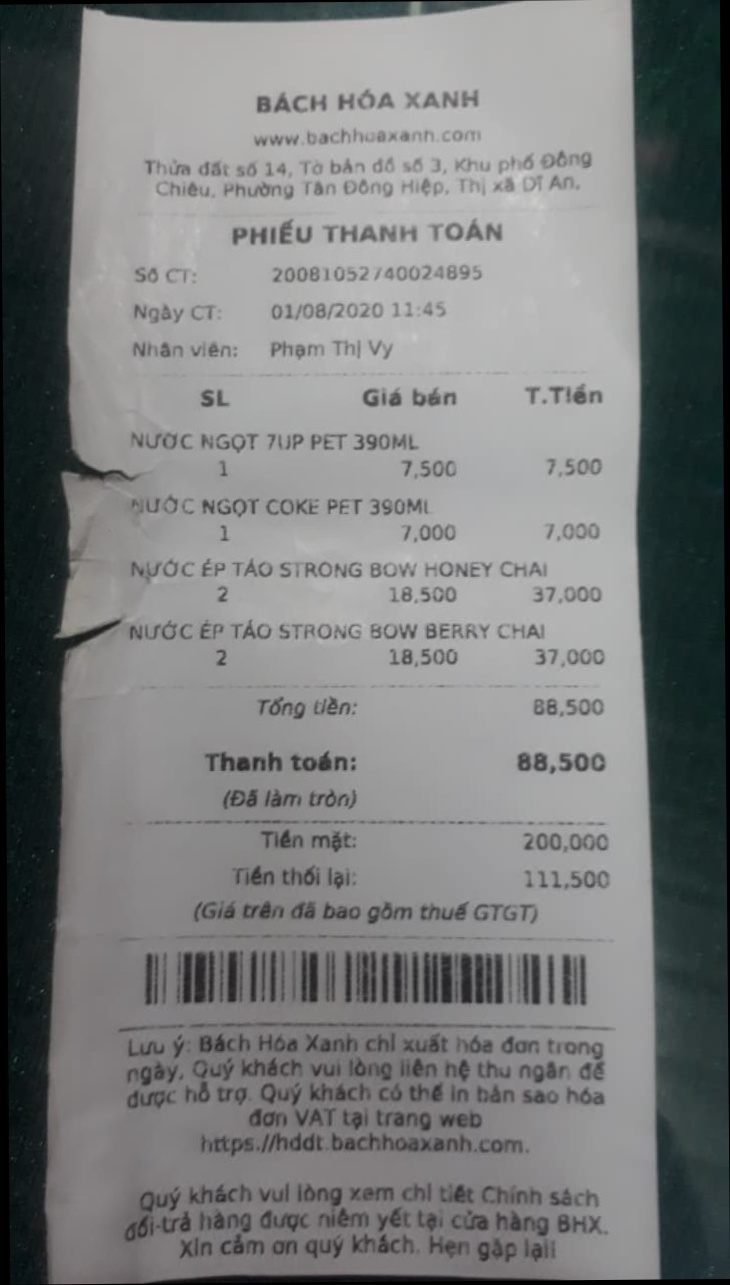 BÁCH HÓA XANH
www.bachhoaxanh.com
Thửa đất số 14, Tờ bản đồ số 3, Khu phố Đông
Chiêu, Phường Tân Đông Hiệp, Thị xã Dĩ An,
PHIẾU THANH TOÁN
Số CT: 20081052740024895
Ngày CT: 01/08/2020 11:45
Nhân viên: Phạm Thị Vy
SL Giá bán T.Tiền
NƯỚC NGỌT 7UP PET 390ML
1 7,500 7,500
NƯỚC NGỌT COKE PET 390ML
1 7,000 7,000
NƯỚC ÉP TÁO STRONG BOW HONEY CHAI
2 18,500 37,000
NƯỚC ÉP TÁO STRONG BOW BERRY CHAI
2 18,500 37,000
Tổng tiền: 88,500
Thanh toán: 88,500
(Đã làm tròn)
Tiền mặt: 200,000
Tiền thối lại: 111,500
(Giá trên đã bao gồm thuế GTGT)
Lưu ý: Bách Hóa Xanh chỉ xuất hóa đơn trong
ngày, Quý khách vui lòng liên hệ thu ngân để
được hỗ trợ. Quý khách có thể in bản sao hóa
đơn VAT tại trang web
https://hddt.bachhoaxanh.com.
Quý khách vui lòng xem chi tiết Chính sách
đổi-trả hàng được niêm yết tại cửa hàng BHX.
Xin cảm ơn quý khách. Hẹn gặp lại!